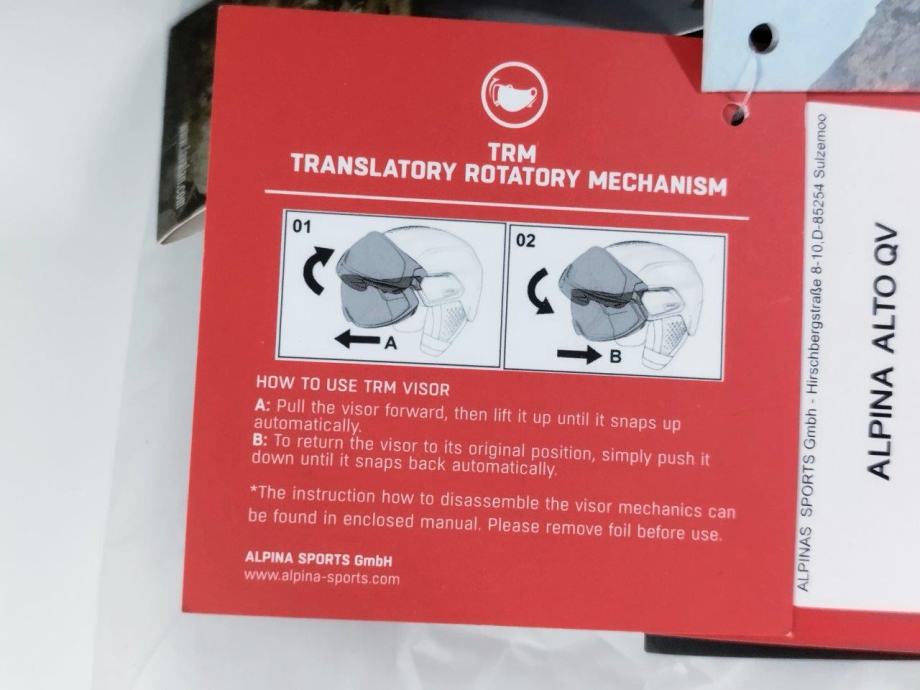 TRM
TRANSLATORY ROTATORY MECHANISM
01
A
02
B
HOW TO USE TRM VISOR
A: Pull the visor forward, then lift it up until it snaps up
automatically.
B: To return the visor to its original position, simply push it
down until it snaps back automatically.
*The instruction how to disassemble the visor mechanics can
be found in enclosed manual. Please remove foil before use.
ALPINA SPORTS GmbH
www.alpina-sports.com
ALPINAS SPORTS Gmbh - Hirschbergstraße 8-10,D-85254 Sulzemoo
ALPINA ALTO QV